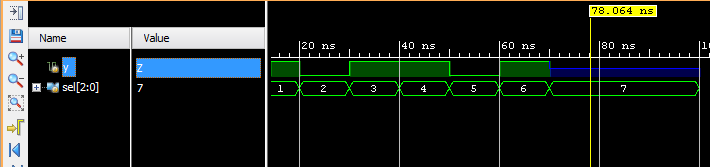 78.064 ns
Name Value
20 ns 40 ns 60 ns 80 ns
y Z
sel[2:0] 7 1 2 3 4 5 6 7